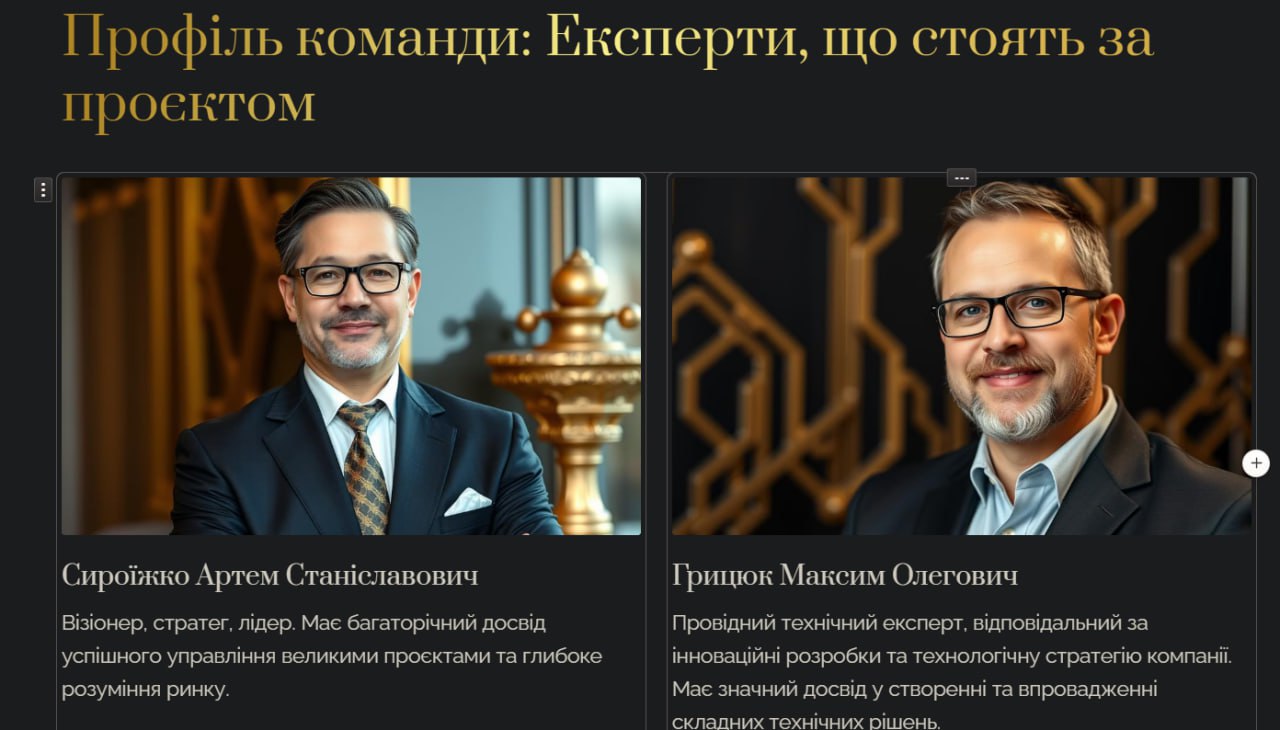 Профіль команди: Експерти, що стоять за
проєктом
Сироїжко Артем Станіславович
Візіонер, стратег, лідер. Має багаторічний досвід
успішного управління великими проєктами та глибоке
розуміння ринку.
Грицюк Максим Олегович
Провідний технічний експерт, відповідальний за
інноваційні розробки та технологічну стратегію компанії.
Має значний досвід у створенні та впровадженні
складних технічних рішень.